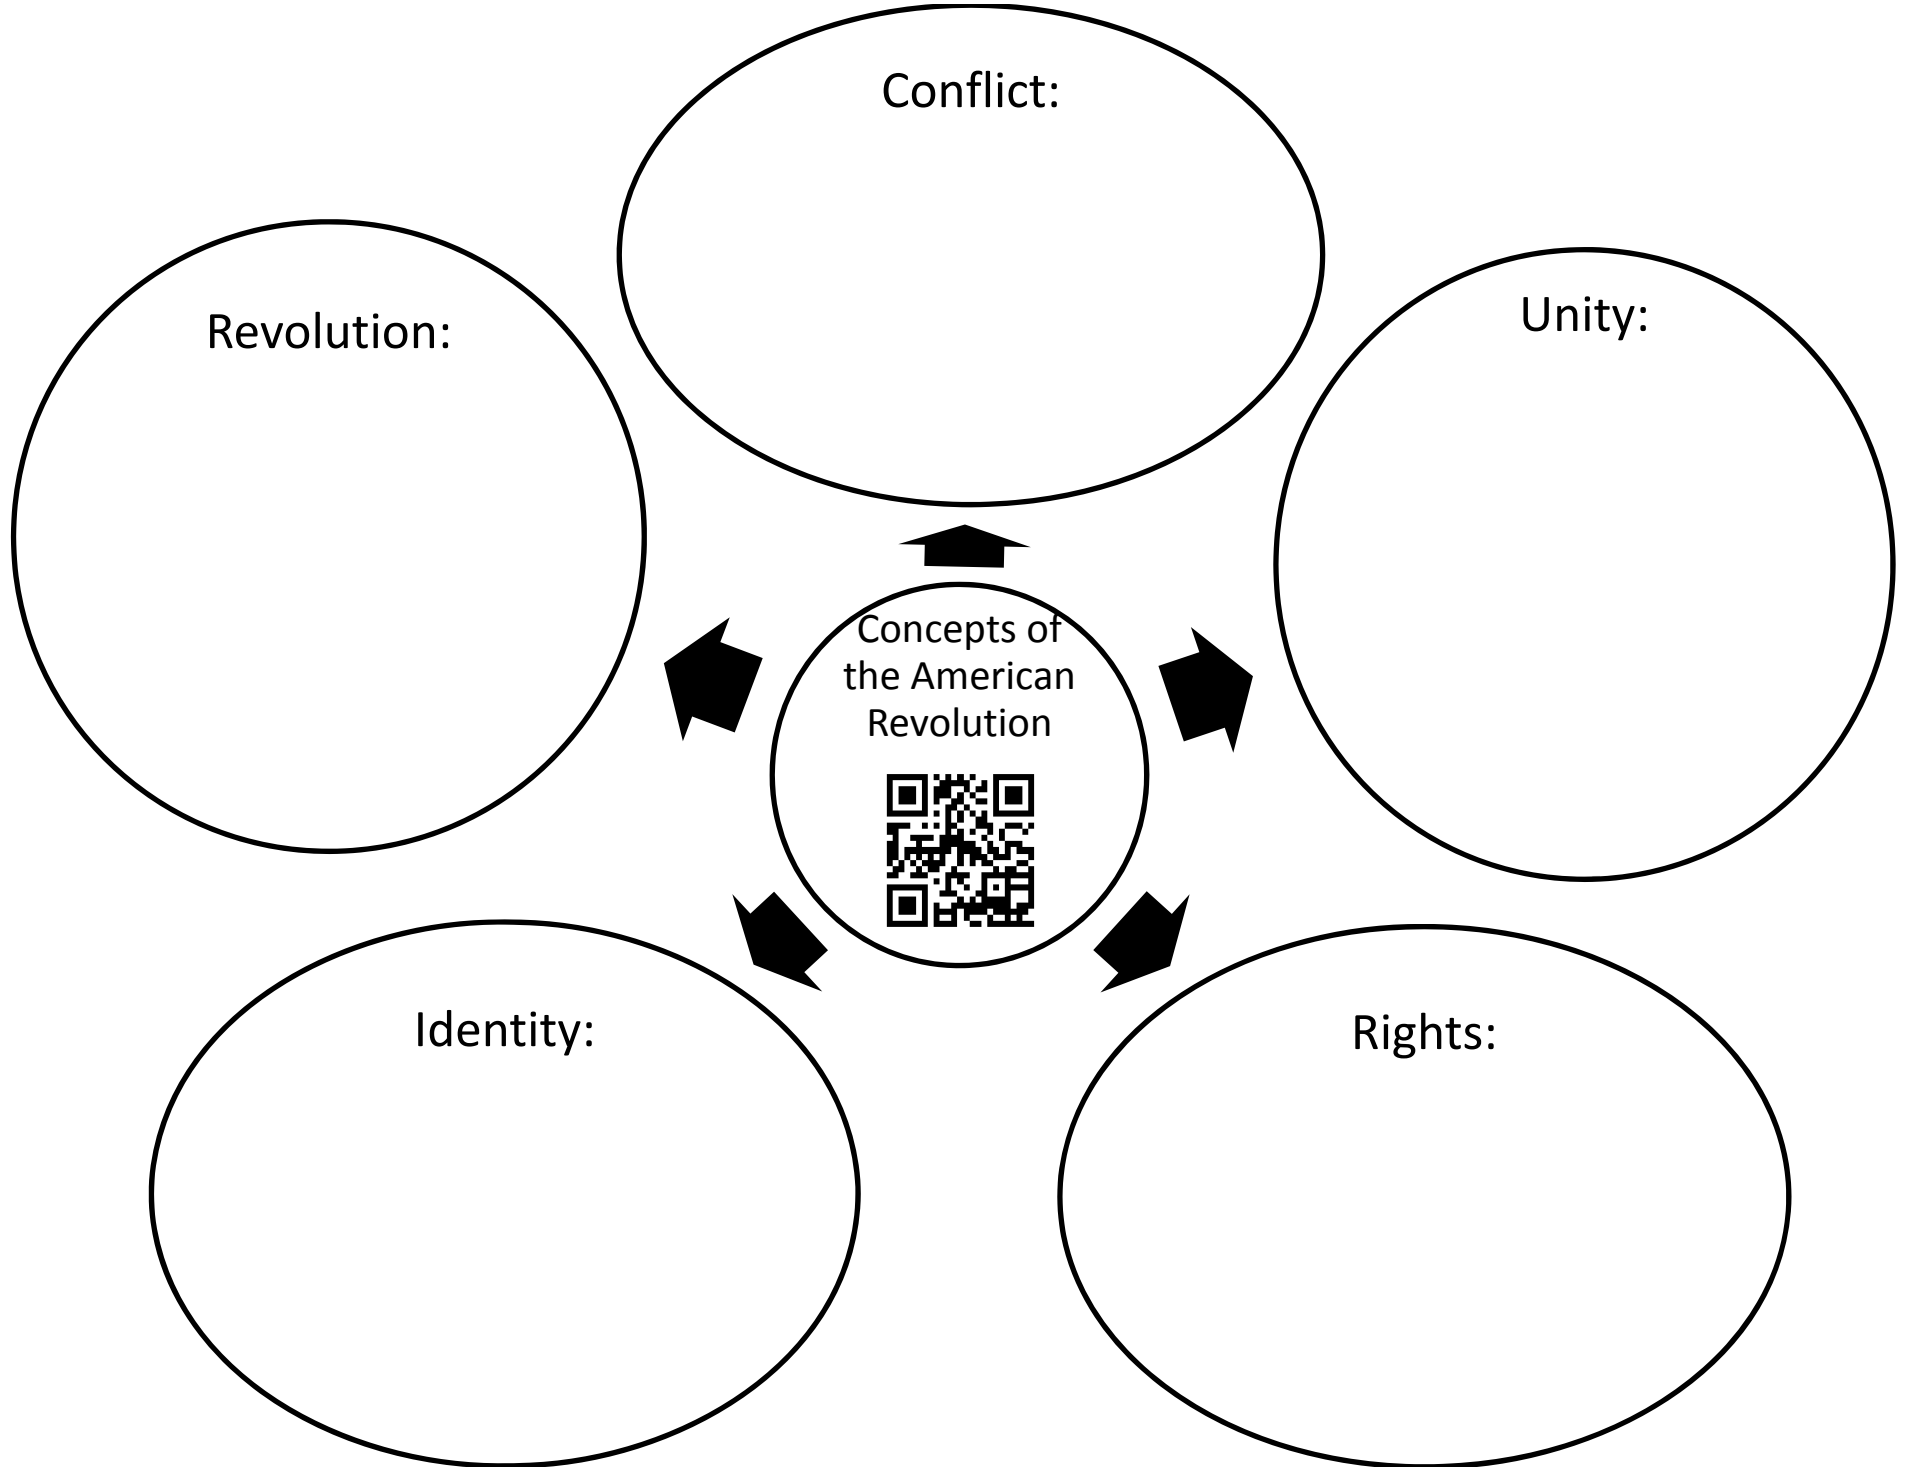 Conflict:
Revolution:
Unity:
Concepts of
the American
Revolution
Identity:
Rights: